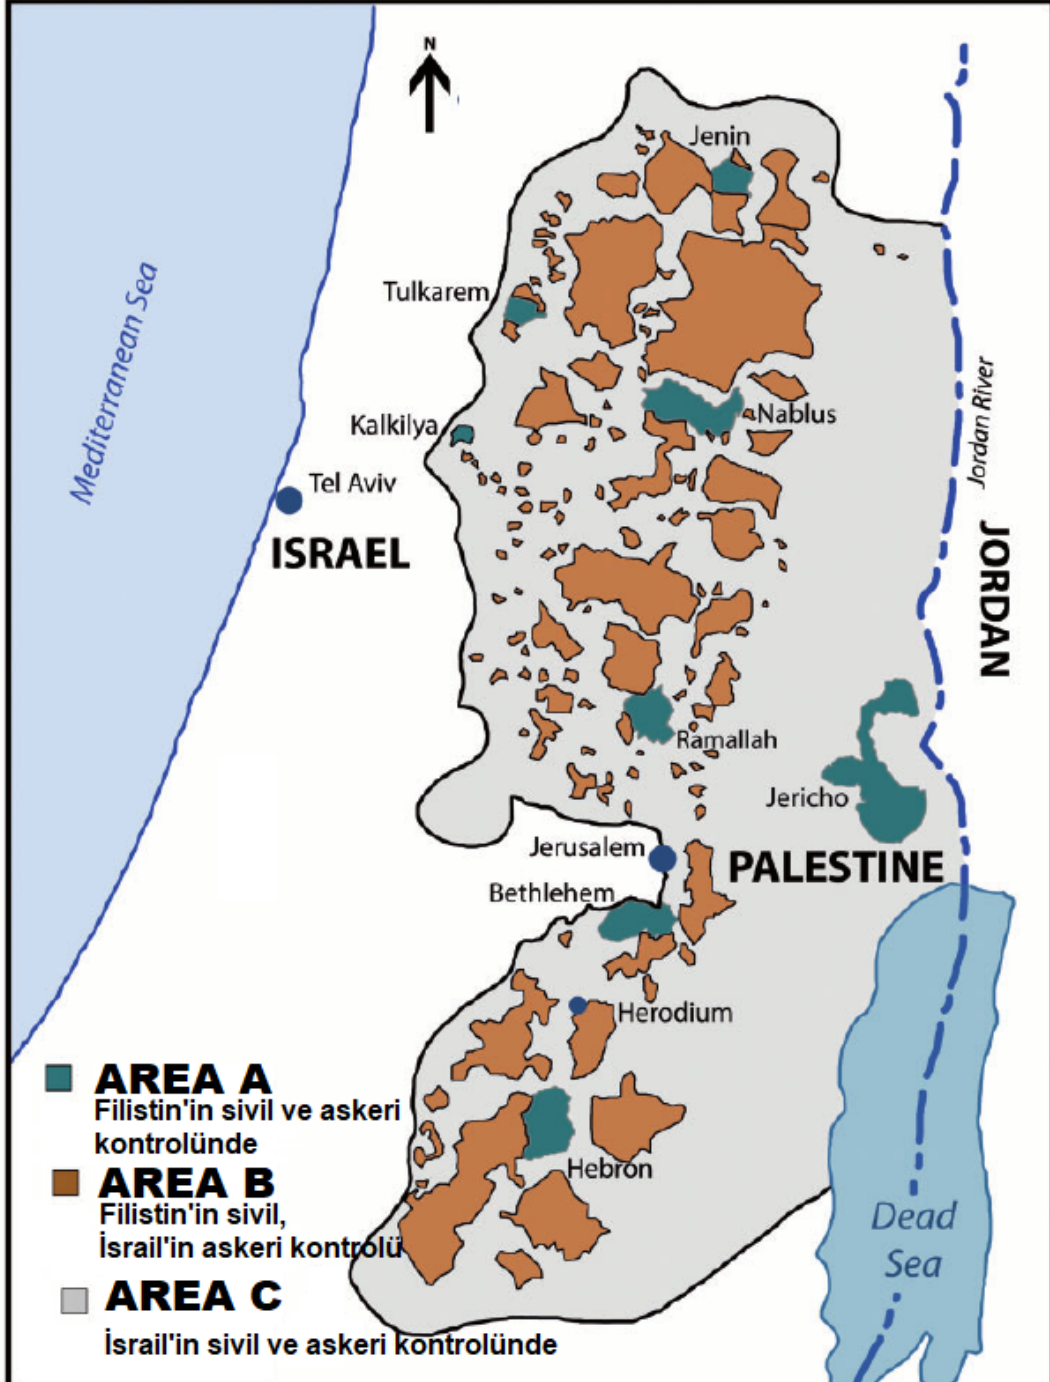 N
Jenin
Tulkarem
Mediterranean Sea
Nablus
Jordan River
Kalkilya
Tel Aviv
ISRAEL
JORDAN
Ramallah
Jericho
Jerusalem
PALESTINE
Bethlehem
Herodium
AREA A
Filistin'in sivil ve askeri
kontrolünde
Hebron
AREA B
Filistin'in sivil,
İsrail'in askeri kontrolü
Dead
Sea
AREA C
İsrail'in sivil ve askeri kontrolünde